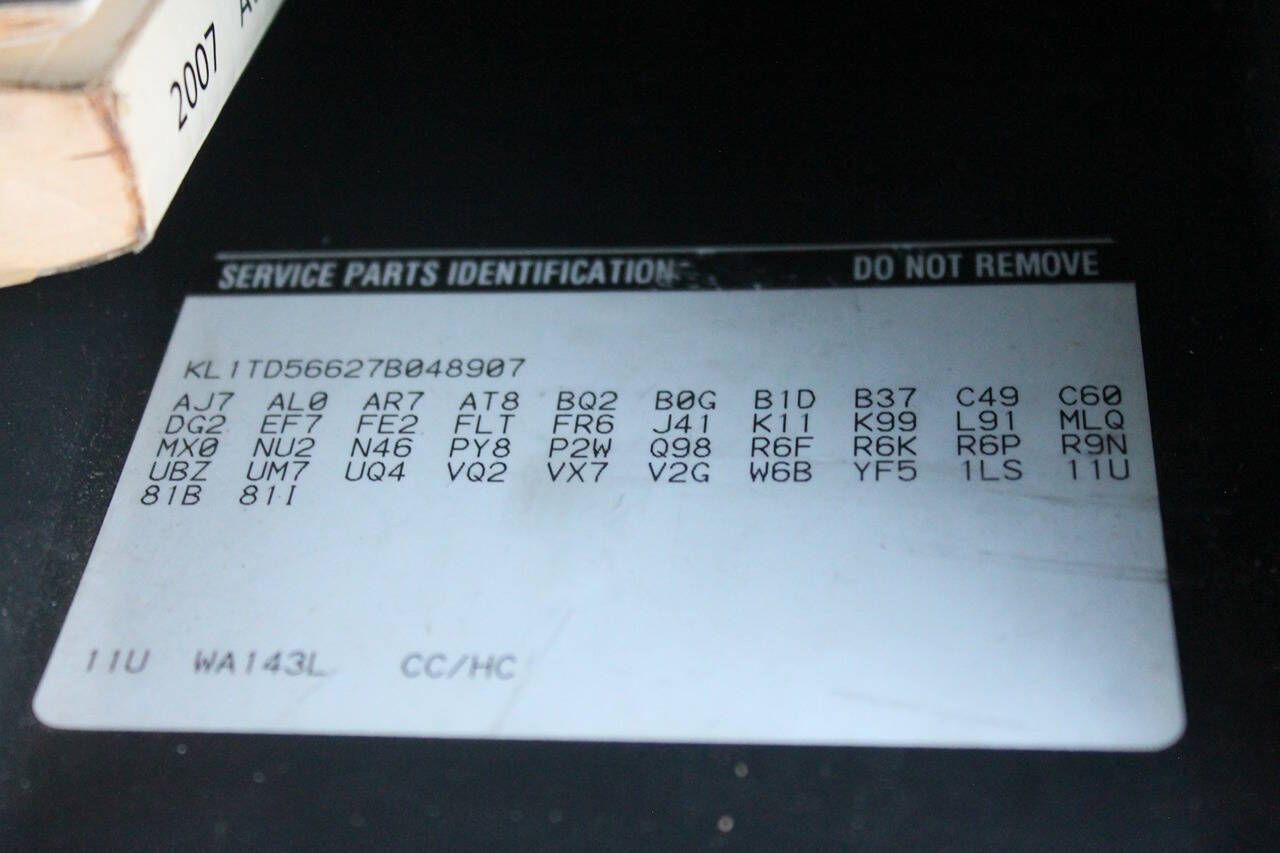 2007
SERVICE PARTS IDENTIFICATION DO NOT REMOVE
KL1TD56627B048907
AJ7 AL0 AR7 AT8 BQ2 B0G B1D B37 C49 C60
DG2 EF7 FE2 FLT FR6 J41 K11 K99 L91 MLQ
MX0 NU2 N46 PY8 P2W Q98 R6F R6K R6P R9N
UBZ UM7 UQ4 VQ2 VX7 V2G W6B YF5 1LS 11U
81B 81I
11U WA143L CC/HC